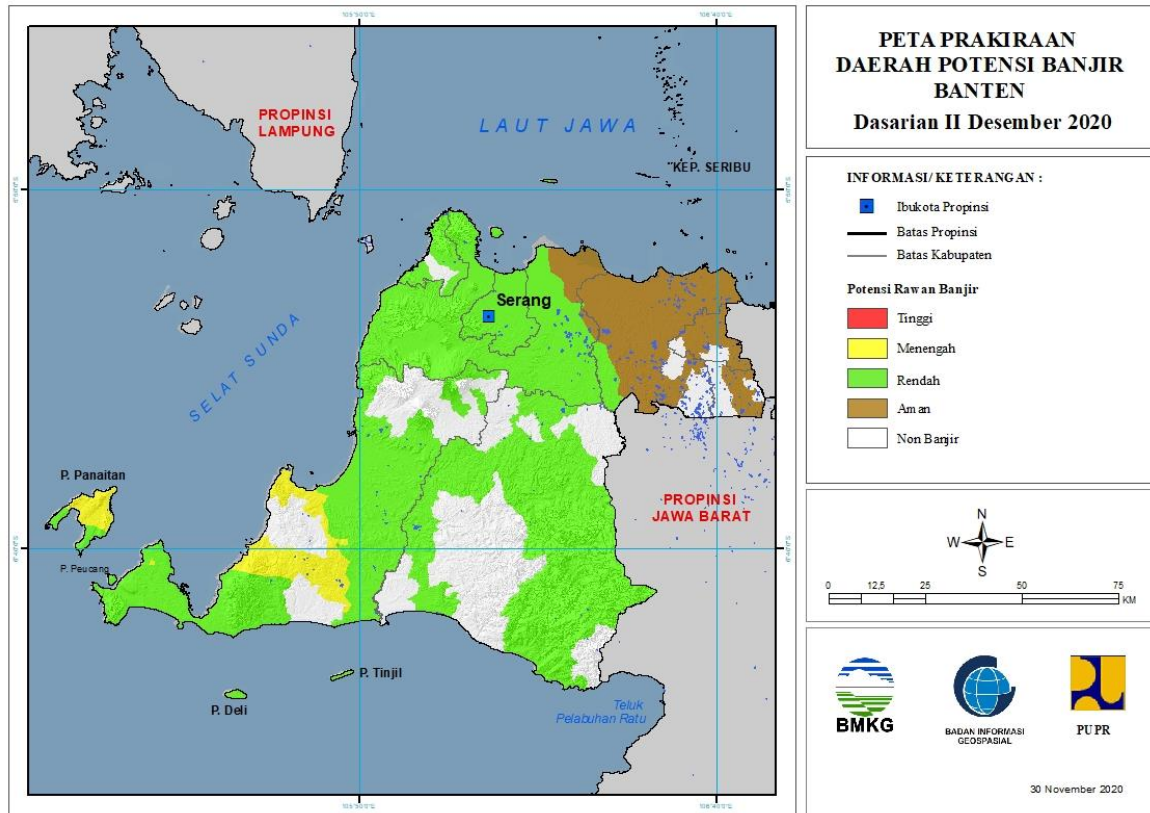 PROPINSI
LAMPUNG
LAUT JAWA
KEP. SERIBU
Serang
SELAT SUNDA
P. Panaitan
P. Peucang
PROPINSI
JAWA BARAT
P. Tinjil
P. Deli
Teluk
Pelabuhan Ratu
PETA PRAKIRAAN
DAERAH POTENSI BANJIR
BANTEN
Dasarian II Desember 2020
INFORMASI/ KETERANGAN :
Ibukota Propinsi
Batas Propinsi
Batas Kabupaten
Potensi Rawan Banjir
Tinggi
Menengah
Rendah
Aman
Non Banjir
N
W E
S
0 12,5 25 50 75
KM
BMKG
BADAN INFORMASI
GEOSPASIAL
PUPR
30 November 2020